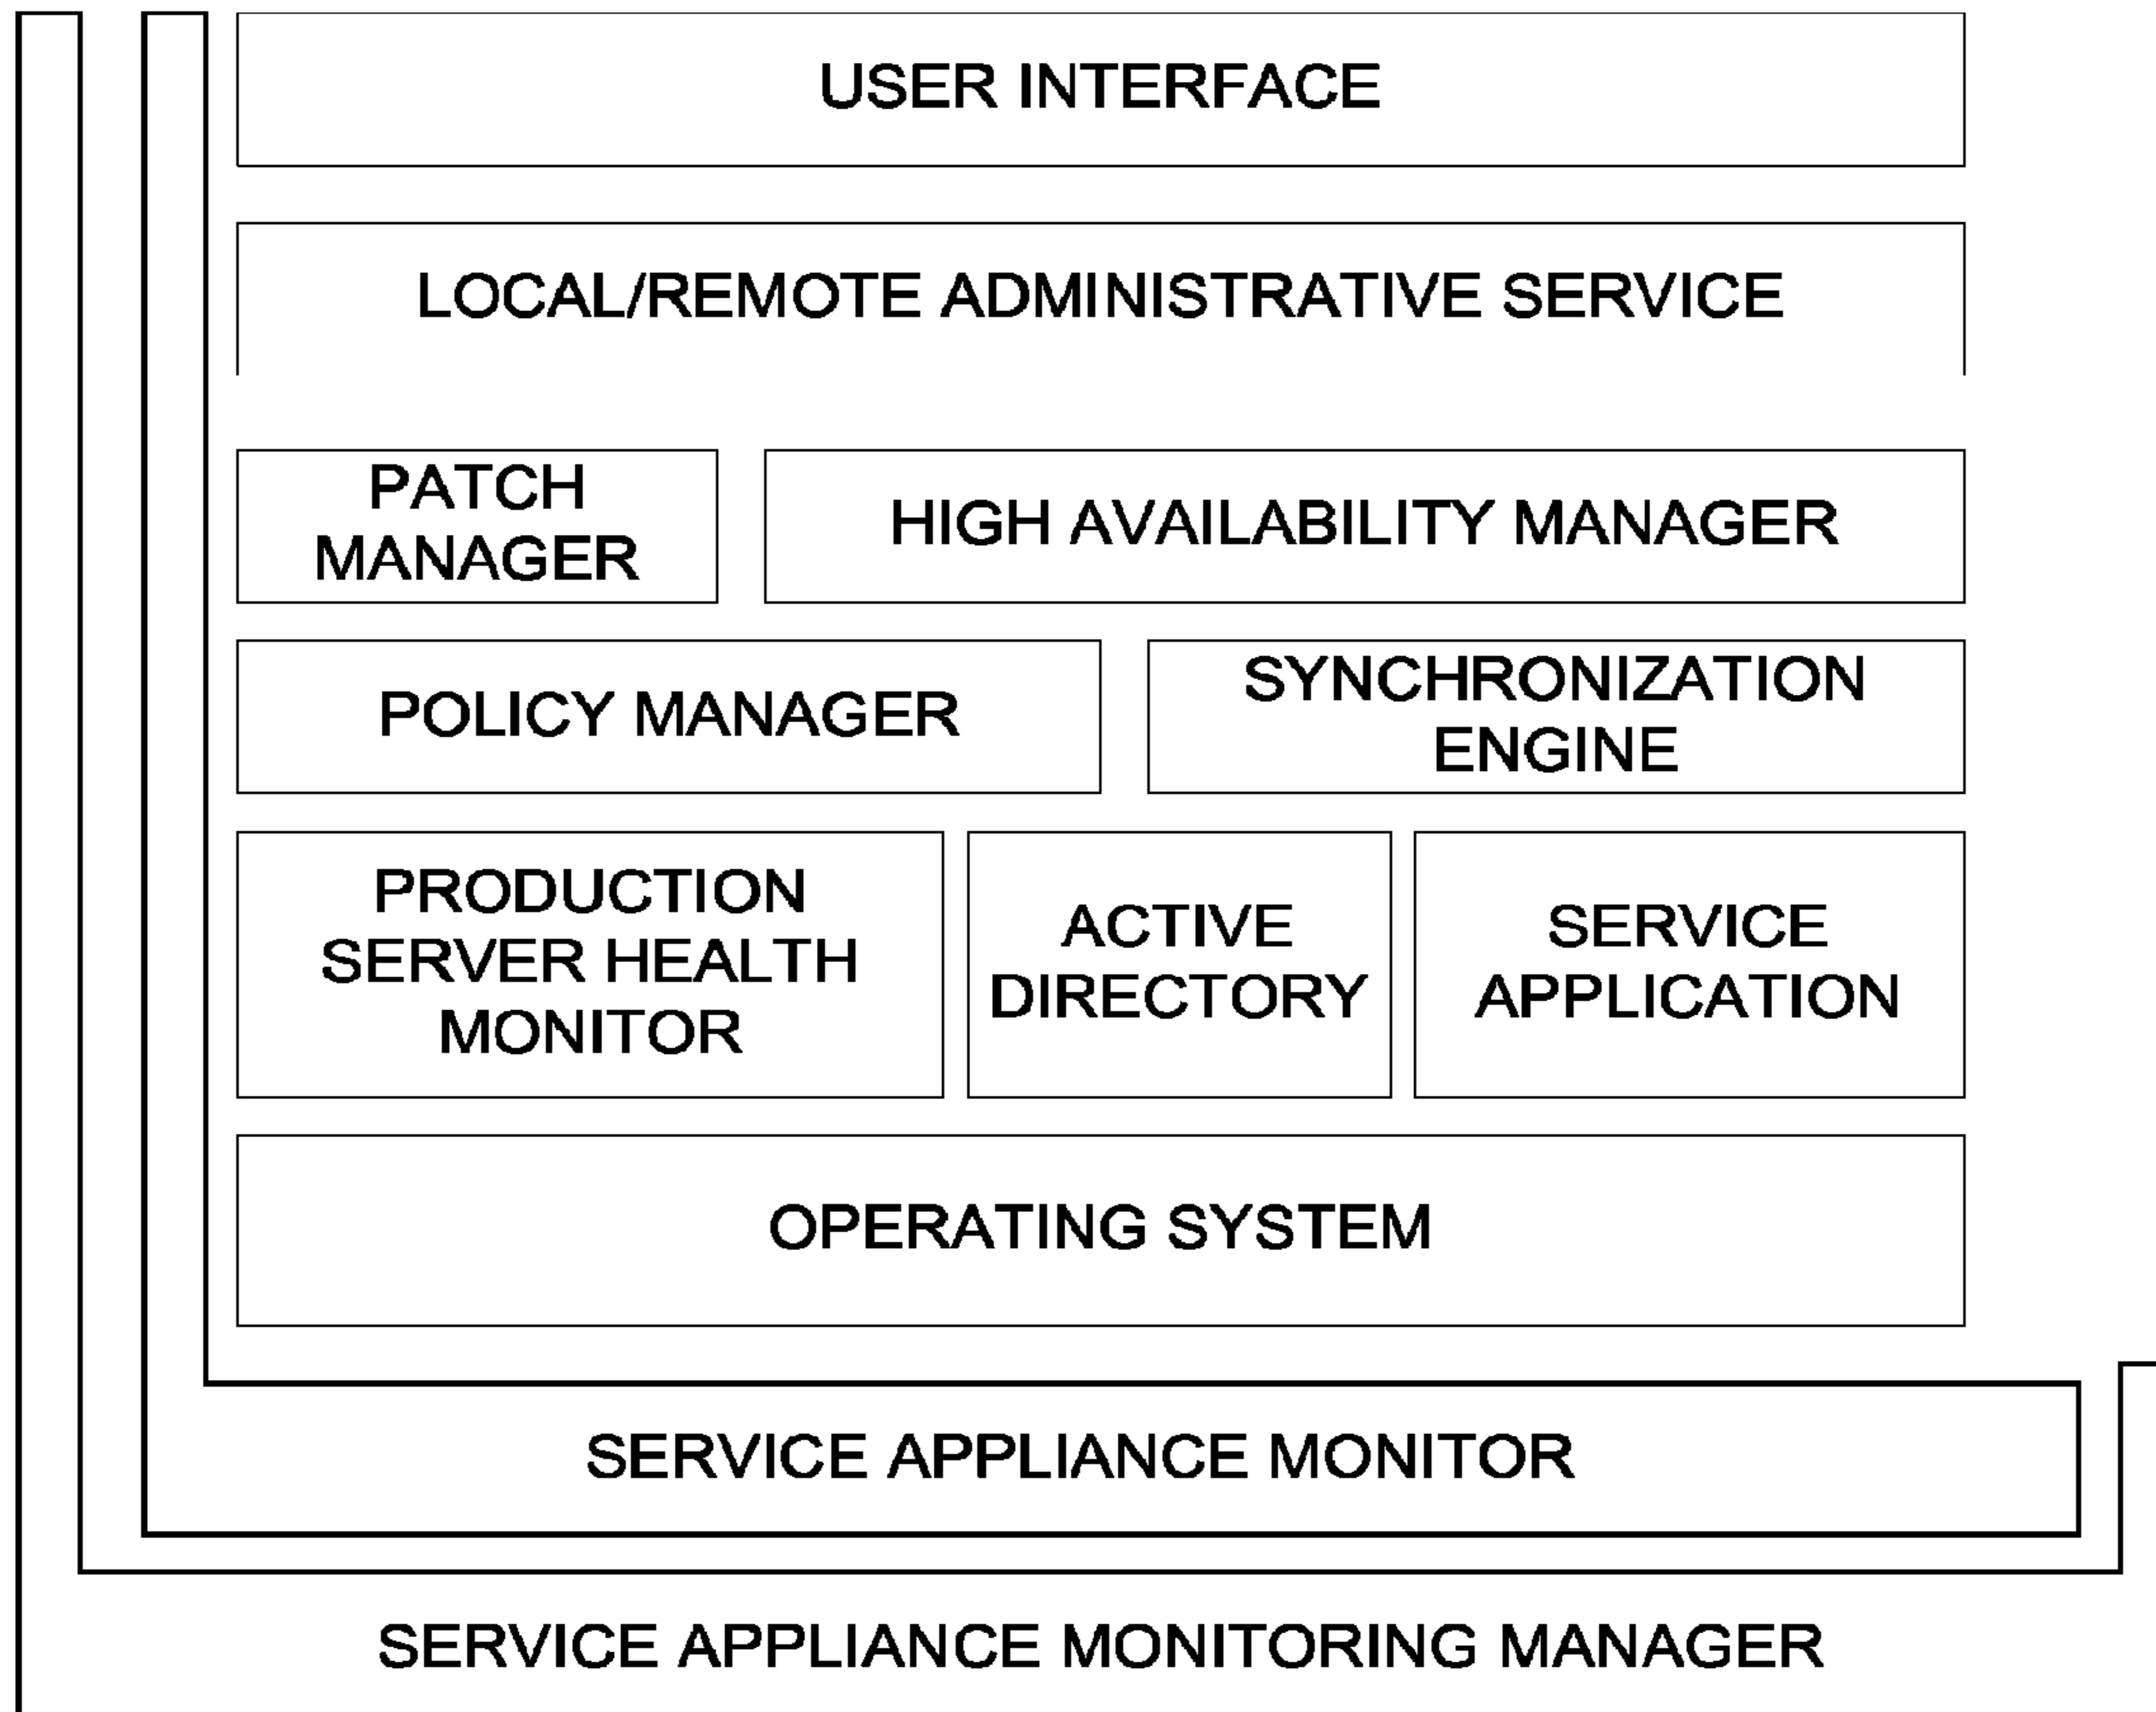 USER INTERFACE
LOCAL/REMOTE ADMINISTRATIVE SERVICE
PATCH
MANAGER
HIGH AVAILABILITY MANAGER
POLICY MANAGER
SYNCHRONIZATION
ENGINE
PRODUCTION
SERVER HEALTH
MONITOR
ACTIVE
DIRECTORY
SERVICE
APPLICATION
OPERATING SYSTEM
SERVICE APPLIANCE MONITOR
SERVICE APPLIANCE MONITORING MANAGER